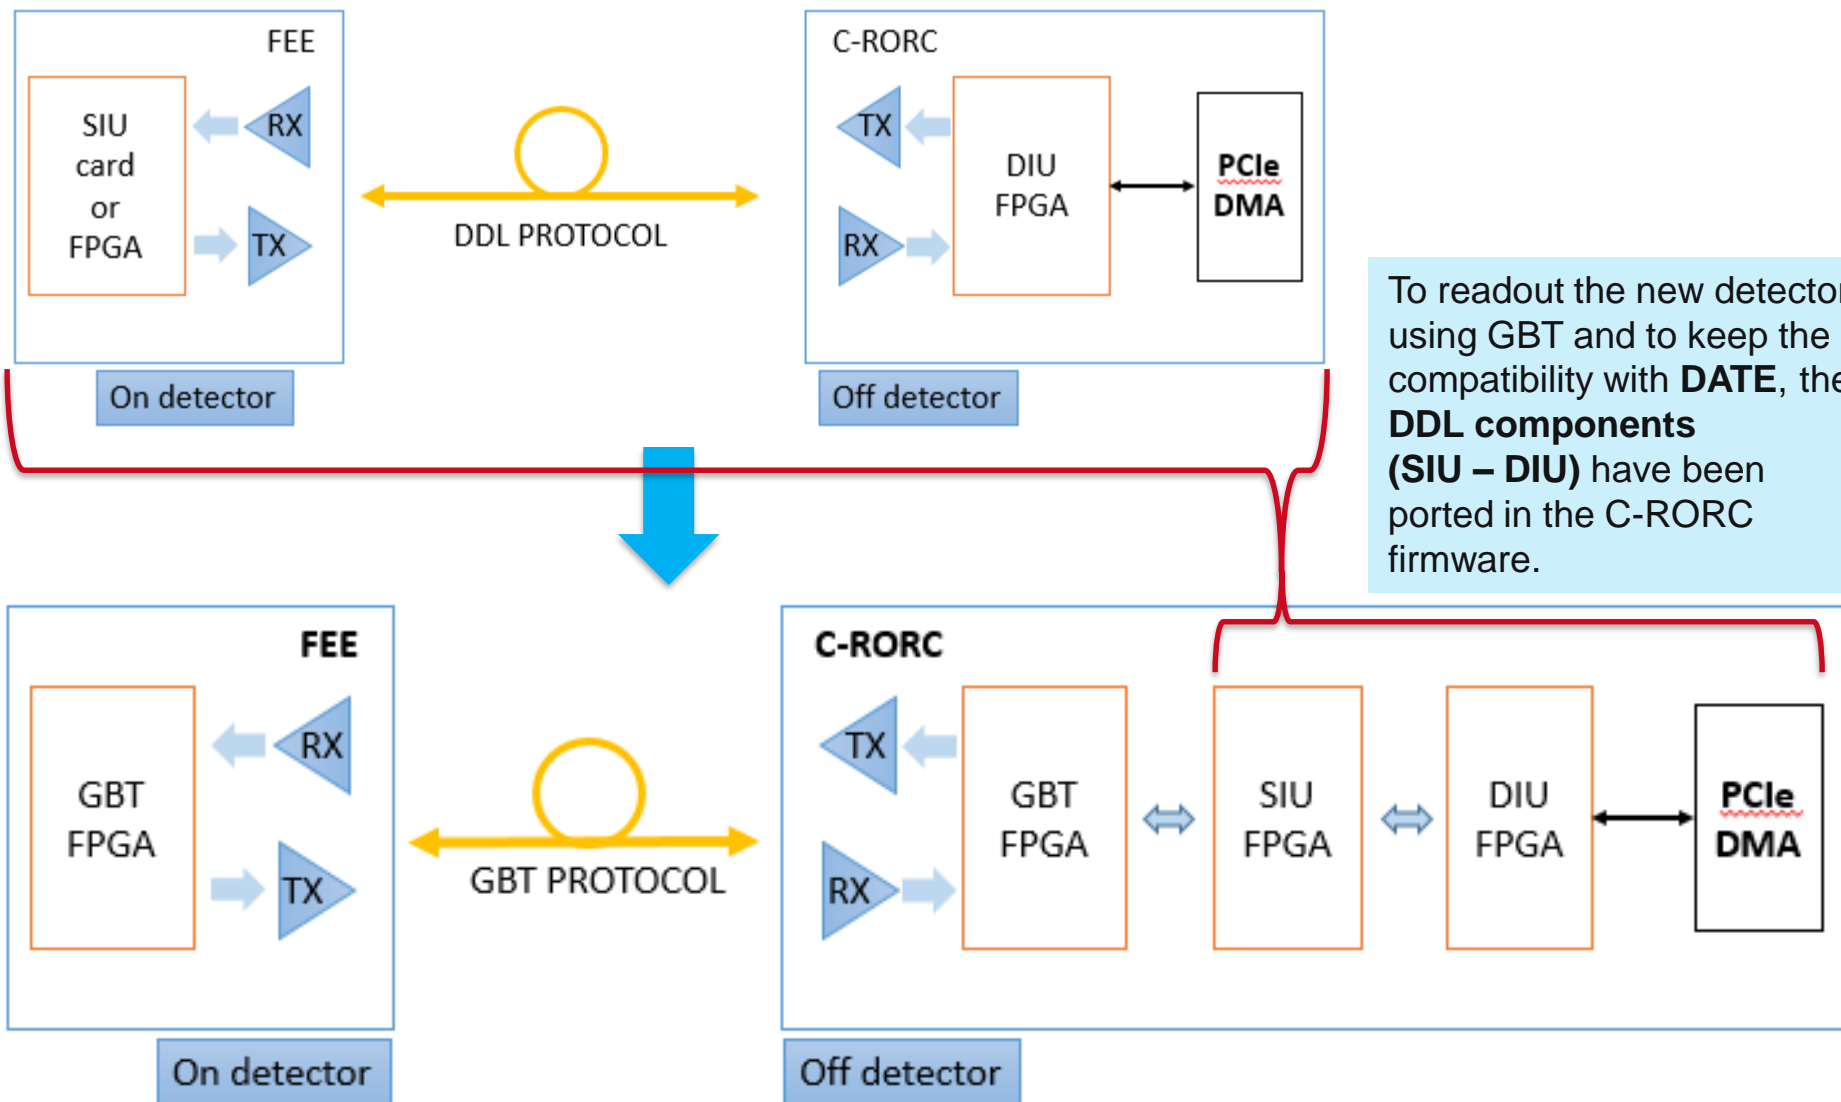 FEE
SIU
card
or
FPGA
RX
TX
DDL PROTOCOL
C-RORC
TX
RX
DIU
FPGA
PCIe
DMA
On detector
Off detector
To readout the new detector
using GBT and to keep the
compatibility with DATE, the
DDL components
(SIU – DIU) have been
ported in the C-RORC
firmware.
FEE
GBT
FPGA
RX
TX
GBT PROTOCOL
C-RORC
TX
RX
GBT
FPGA
SIU
FPGA
DIU
FPGA
PCIe
DMA
On detector
Off detector